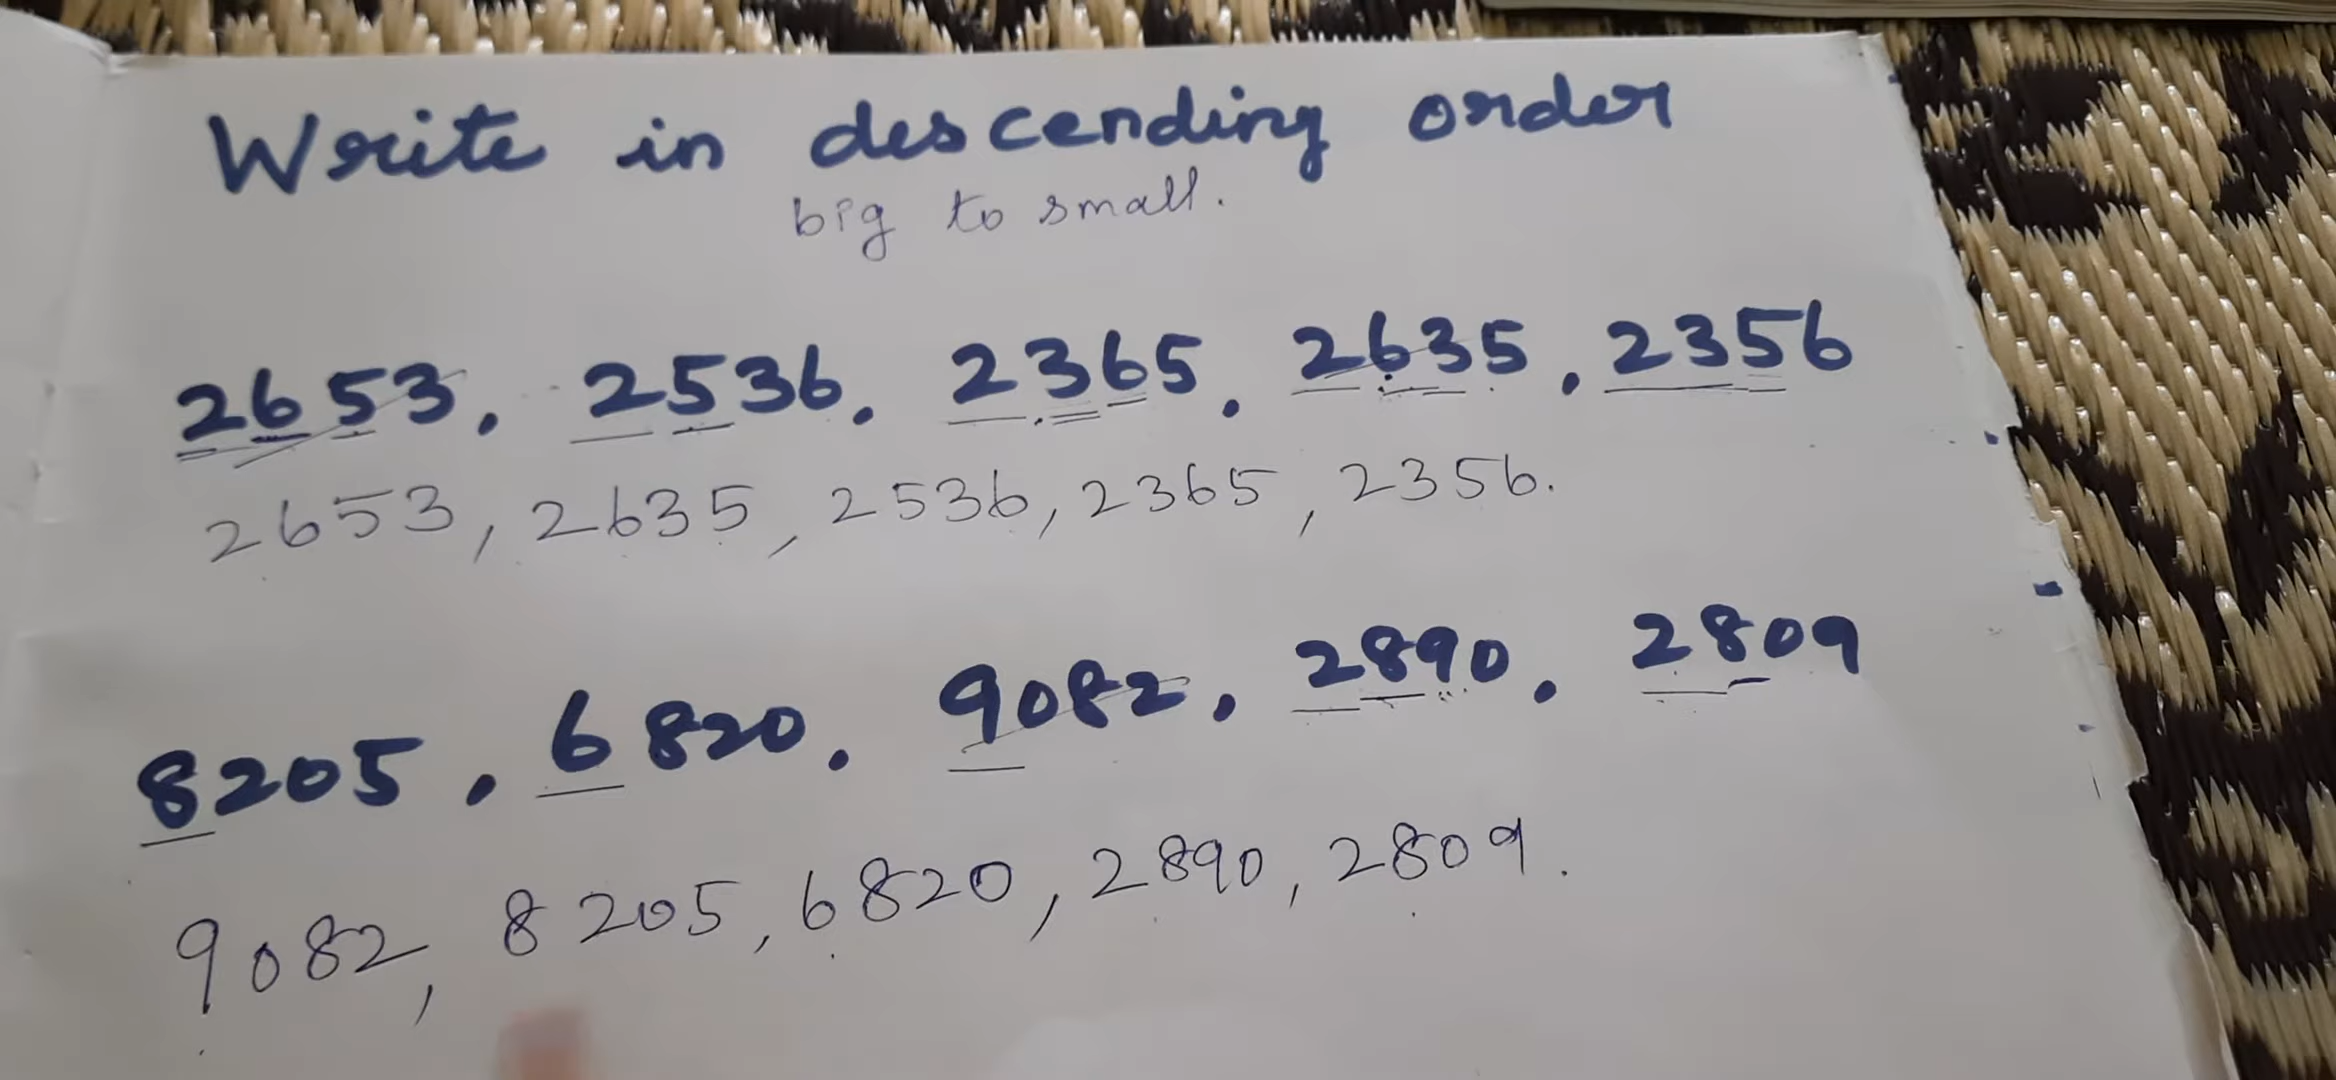 Write in descending order
big to small.
2653, 2536, 2365, 2635, 2356
2653, 2635, 2536, 2365, 2356.
8205, 6820, 9082, 2890, 2809
9082, 8205, 6820, 2890, 2809.